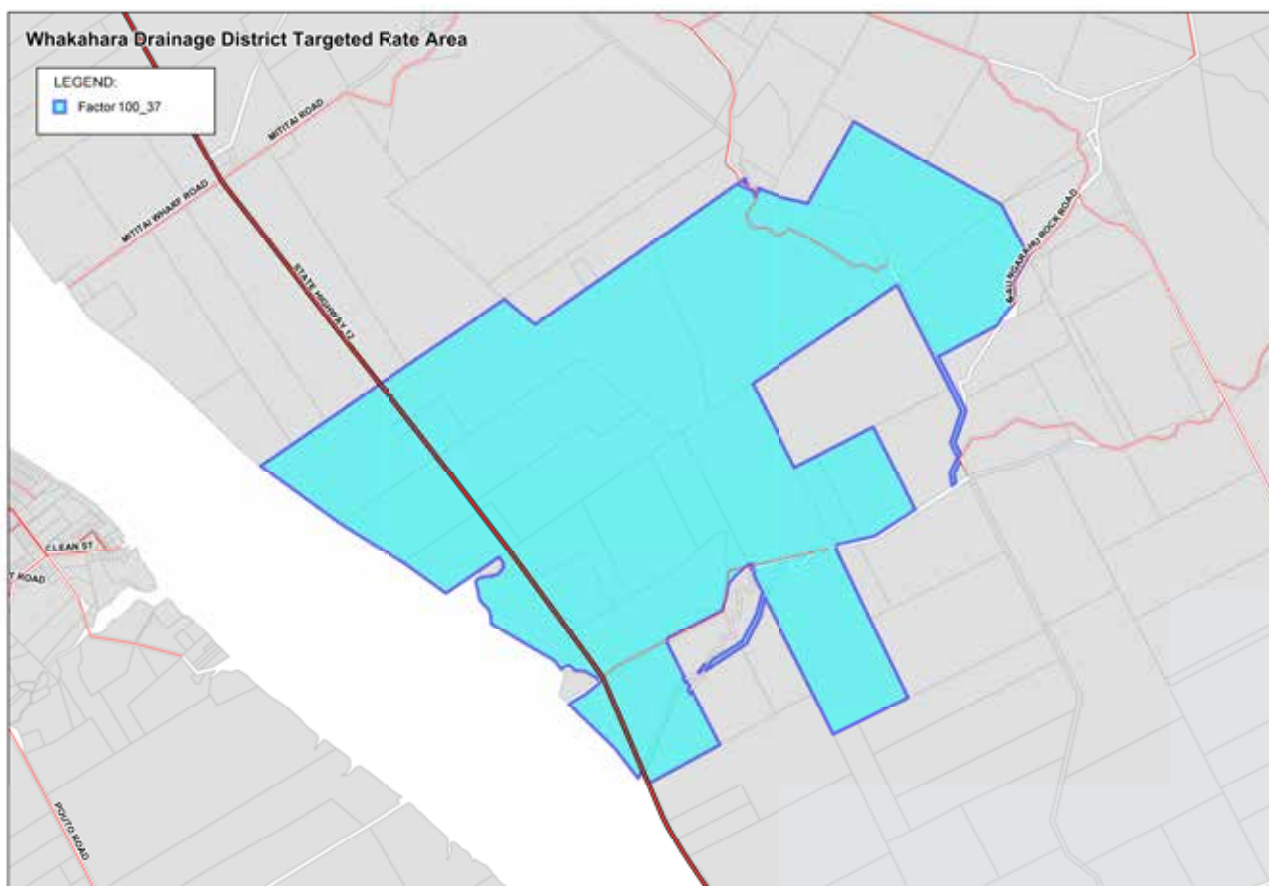 Whakahara Drainage District Targeted Rate Area
LEGEND:
Factor 100_37
MITITAI ROAD
MITITAI WHARF ROAD
STATE HIGHWAY 12
ROCK ROAD
CLEAN ST
T ROAD
POUTO ROAD